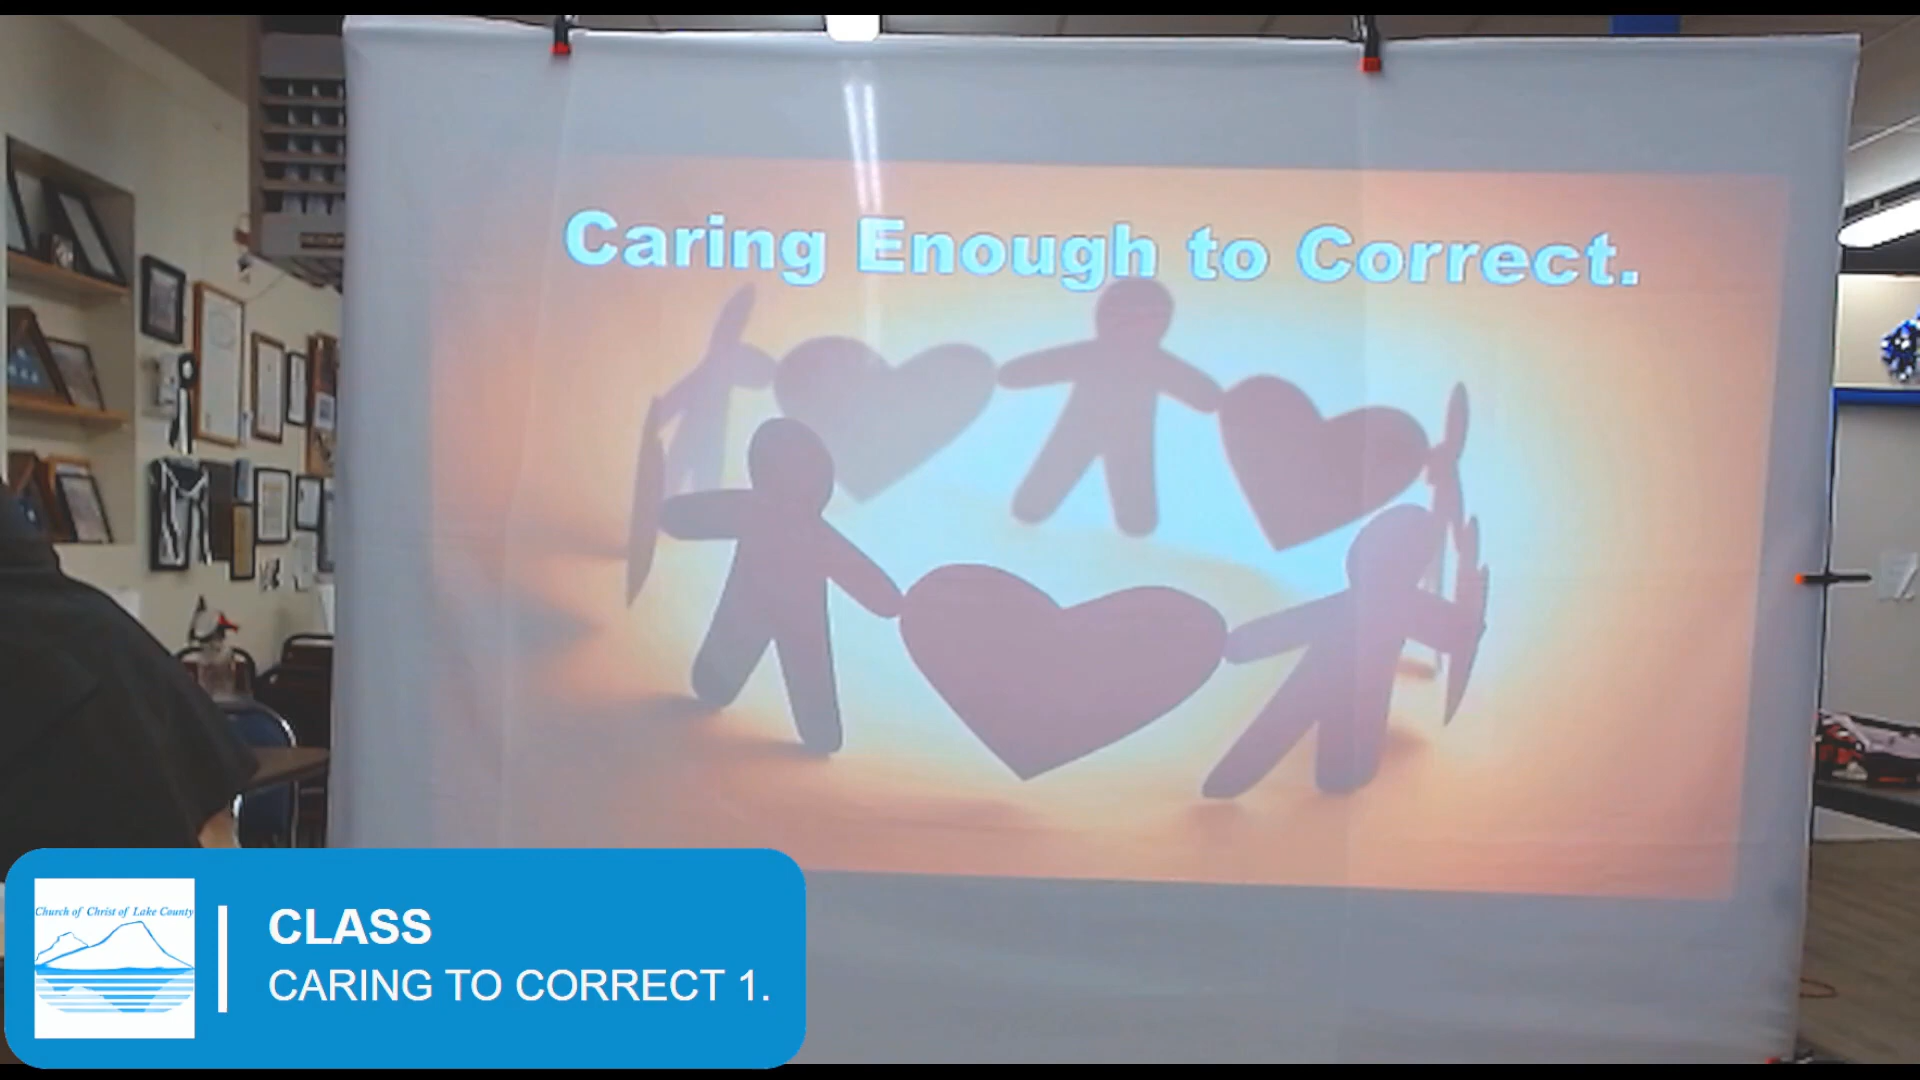 Caring Enough to Correct.
Church of Christ of Lake County
CLASS
CARING TO CORRECT 1.